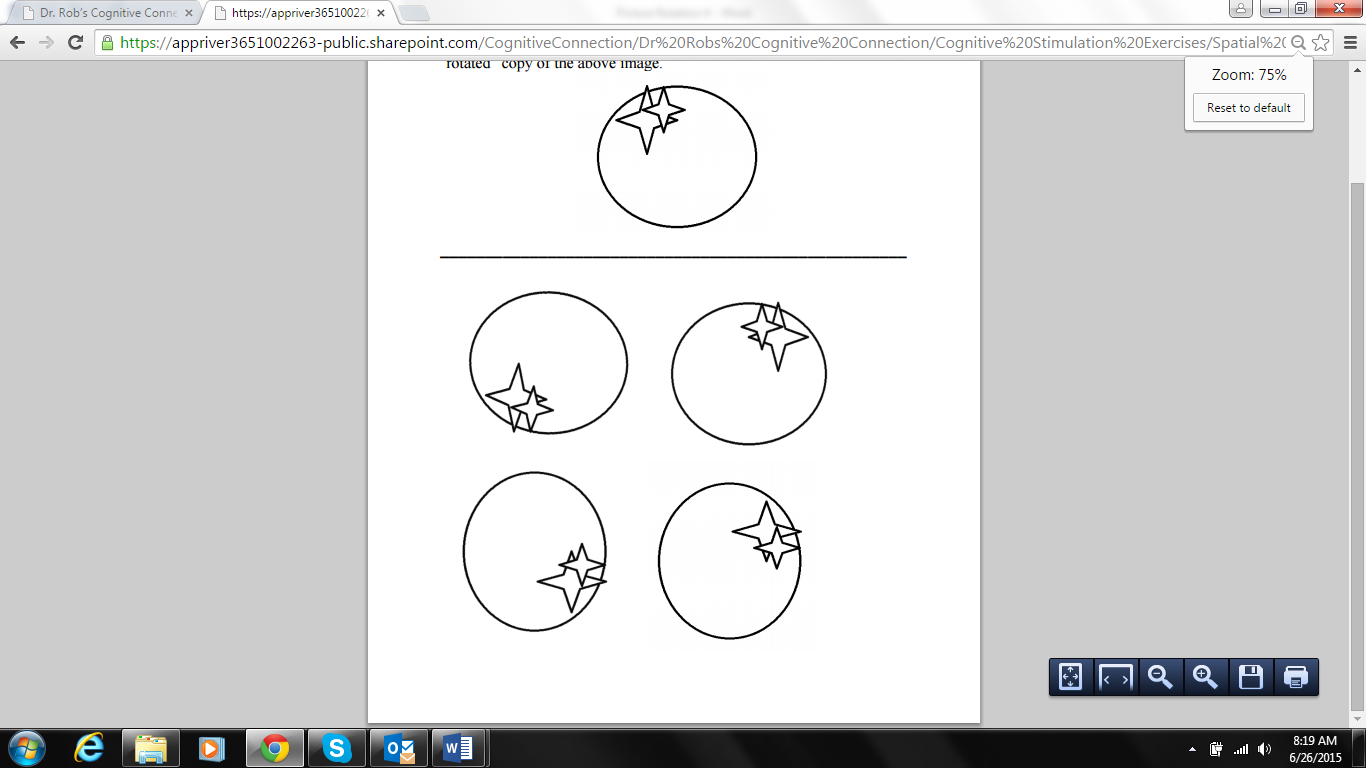 Dr. Rob's Cognitive Conne
https://appriver36510022
https://appriver3651002263-public.sharepoint.com/CognitiveConnection/Dr%20Robs%20Cognitive%20Connection/Cognitive%20Stimulation%20Exercises/Spatial%20
Zoom: 75%
Reset to default
rotated" copy of the above image.
8:19 AM
6/26/2015